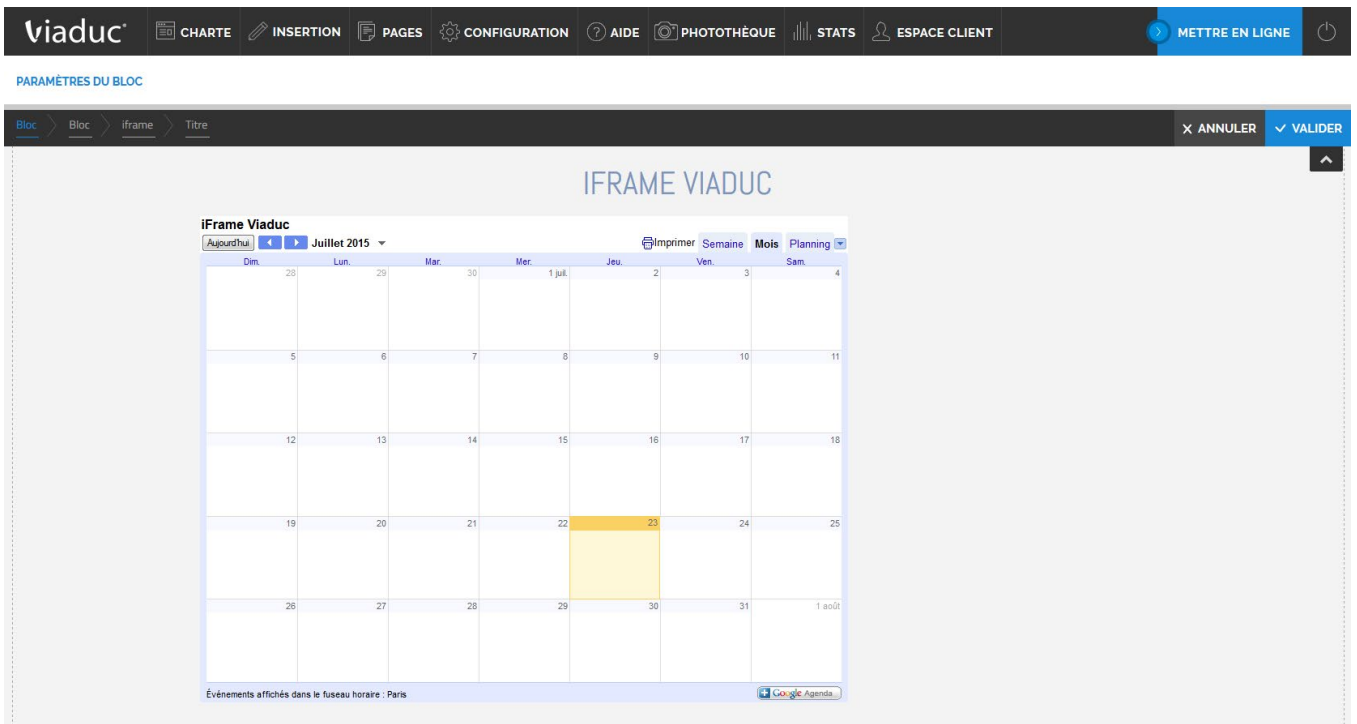 Viaduc CHARTE INSERTION PAGES CONFIGURATION ? AIDE PHOTOTHÈQUE STATS ESPACE CLIENT METTRE EN LIGNE
PARAMÈTRES DU BLOC
Bloc Bloc iframe Titre X ANNULER VALIDER
IFRAME VIADUC
iFrame Viaduc
Aujourd'hui Juillet 2015 Imprimer Semaine Mois Planning
Dim. Lun. Mar. Mer. Jeu. Ven. Sam.
28 29 30 1 juil. 2 3 4
5 6 7 8 9 10 11
12 13 14 15 16 17 18
19 20 21 22 23 24 25
26 27 28 29 30 31 1 août
Événements affichés dans le fuseau horaire : Paris Google Agenda